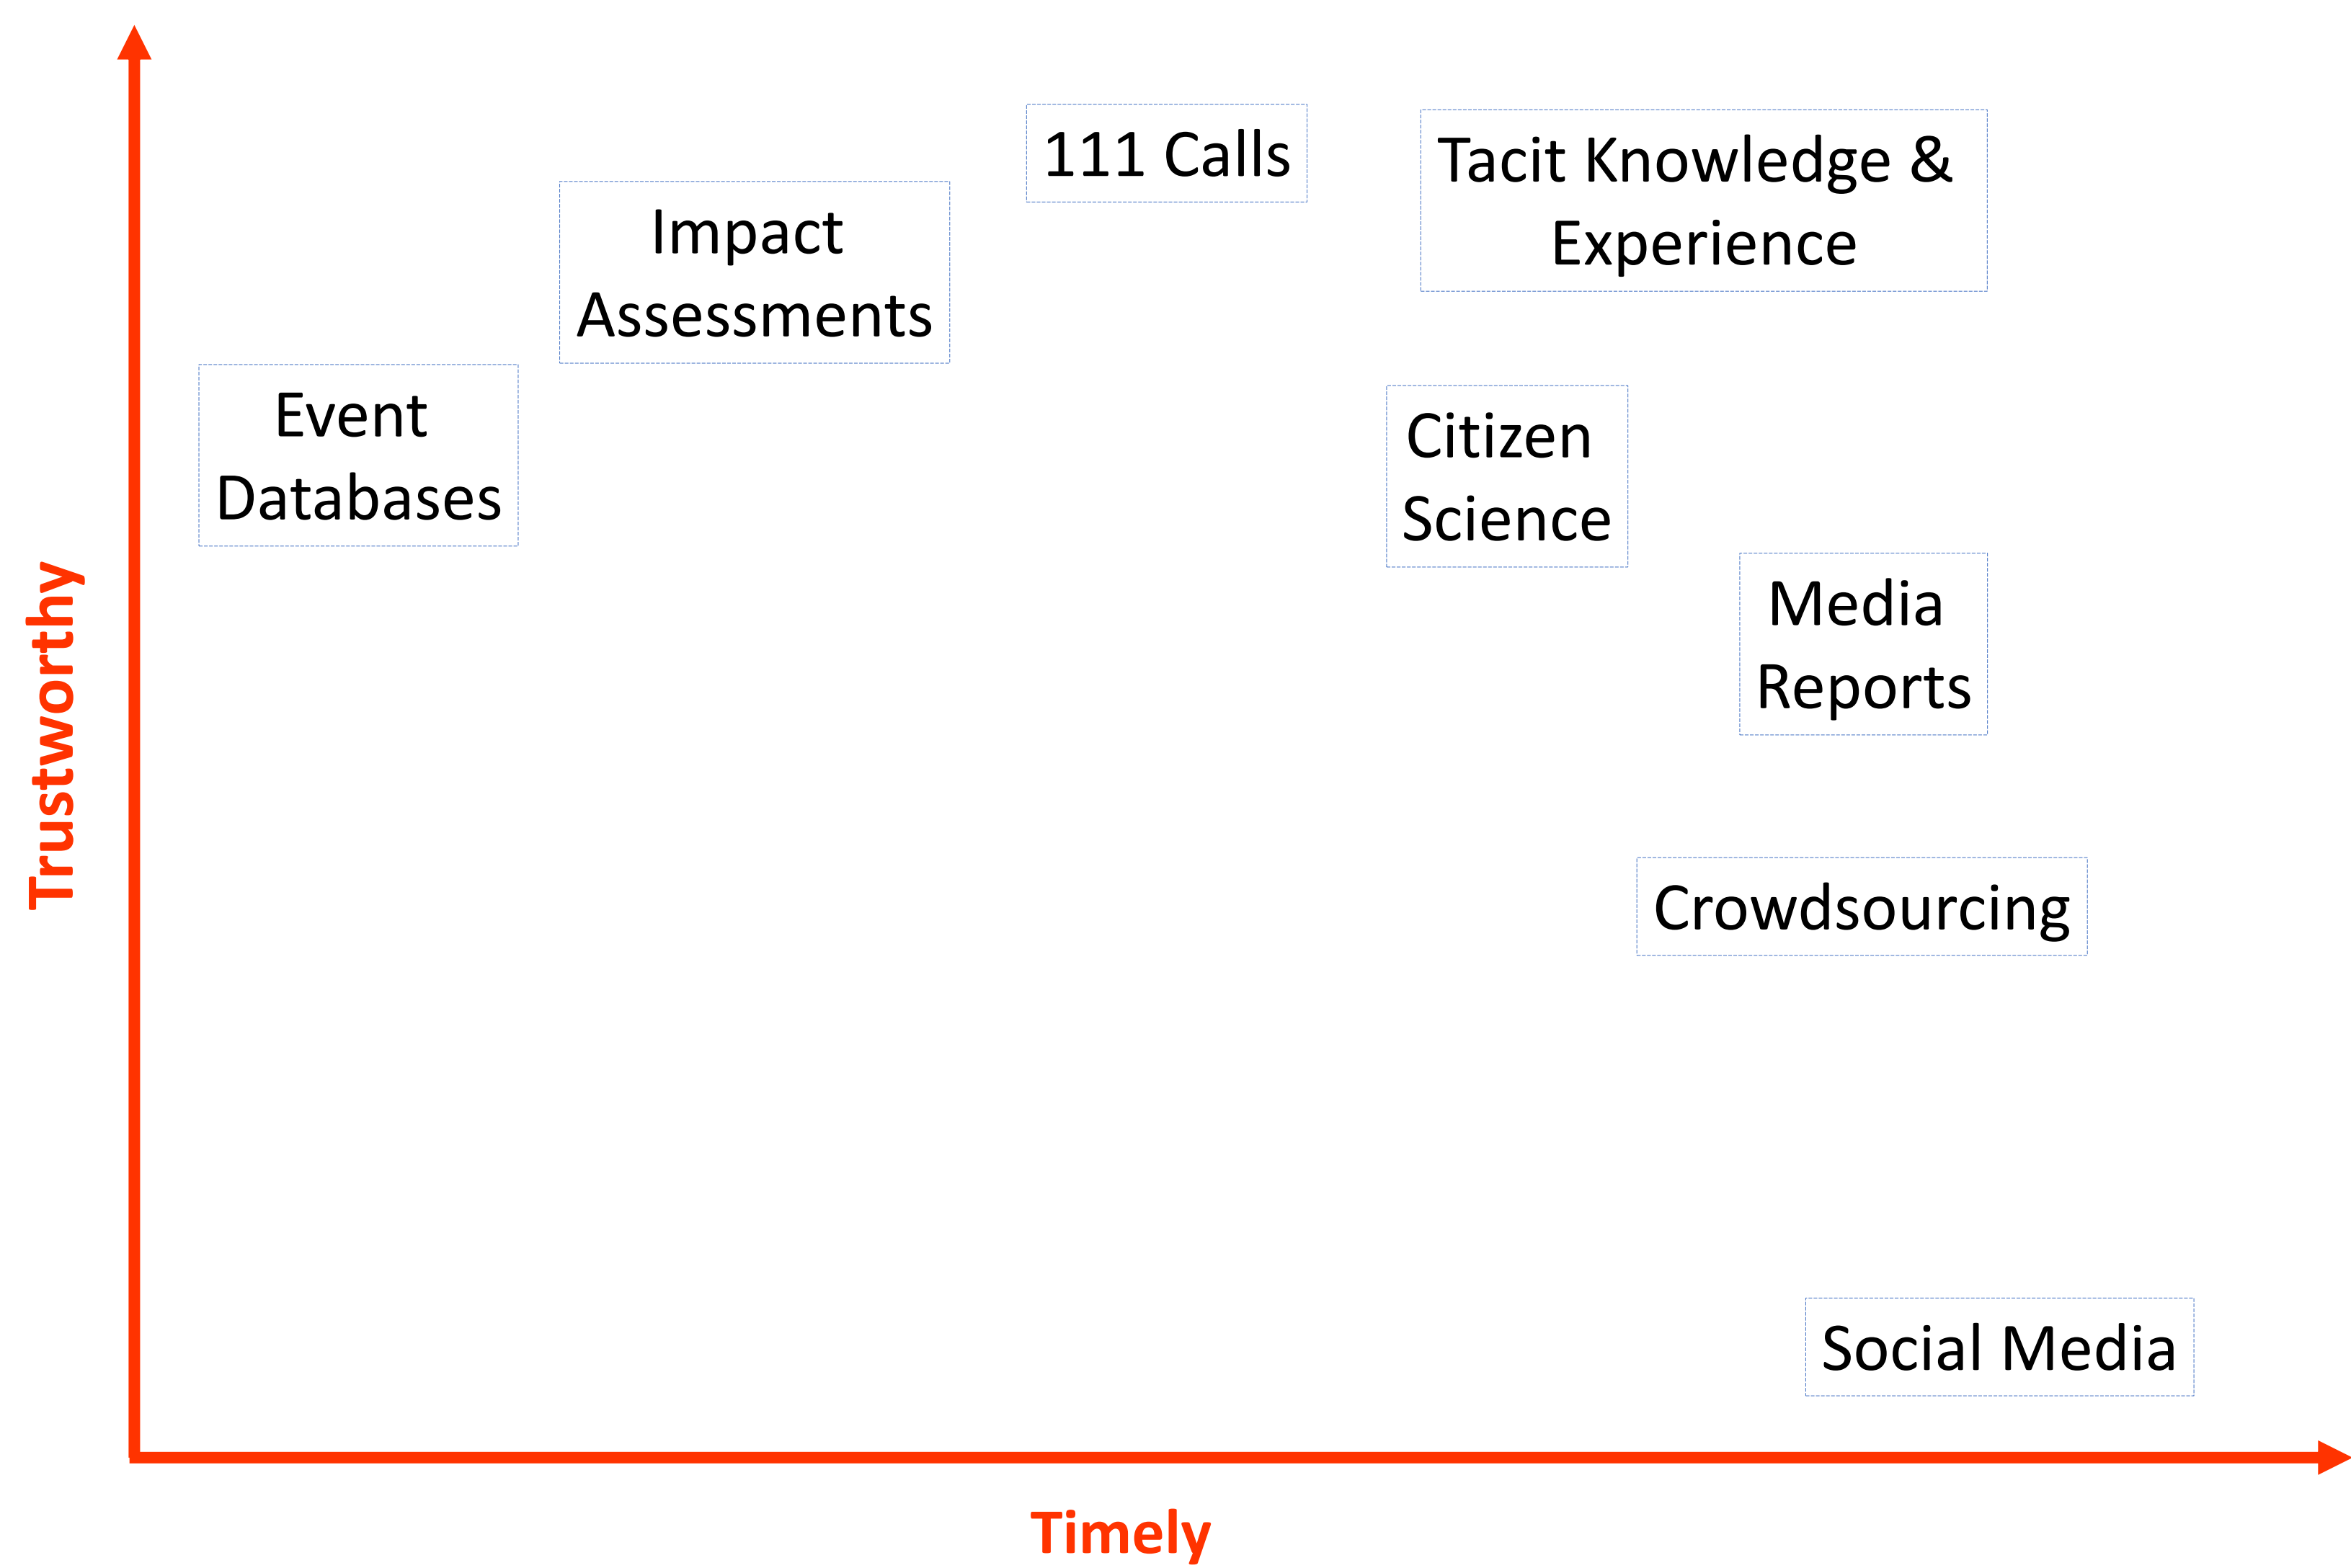 111 Calls
Tacit Knowledge &
Experience
Impact
Assessments
Event
Databases
Citizen
Science
Media
Reports
Crowdsourcing
Social Media
Trustworthy
Timely